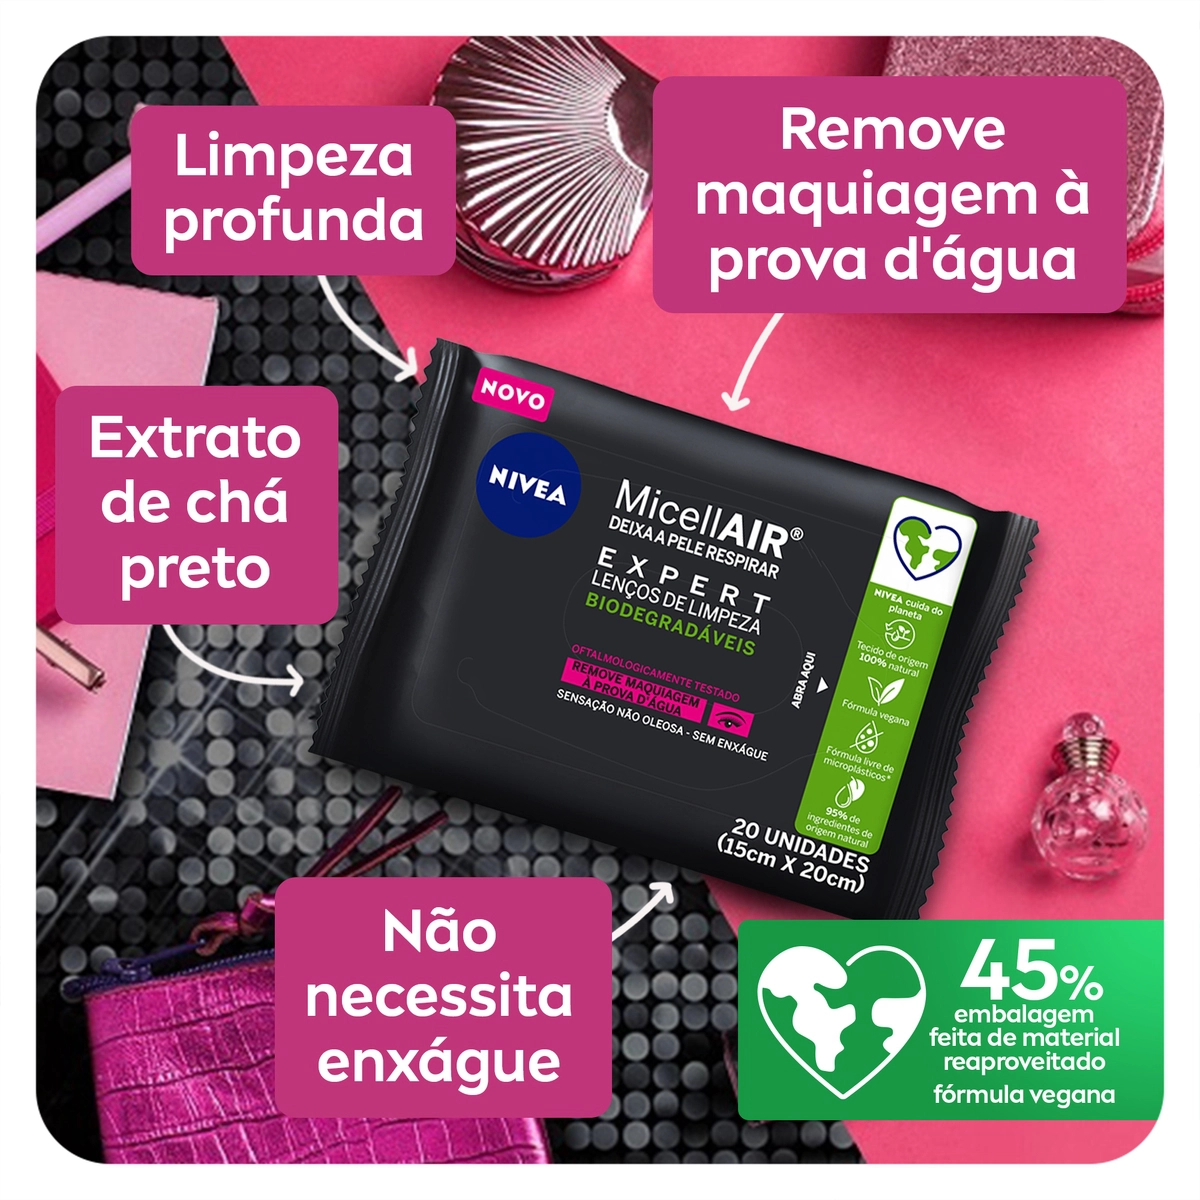 Limpeza
profunda
Remove
maquiagem à
prova d'água
Extrato
de chá
preto
NOVO
NIVEA
MicellAIR®
DEIXA A PELE RESPIRAR
EXPERT
LENÇOS DE LIMPEZA
BIODEGRADÁVEIS
OFTALMOLOGICAMENTE TESTADO
REMOVE MAQUIAGEM
À PROVA D'ÁGUA
SENSAÇÃO NÃO OLEOSA - SEM ENXÁGUE
ABRA AQUI
NIVEA cuida do
planeta
Tecido de origem
100% natural
Fórmula vegana
Fórmula livre de
microplásticos*
95% de
ingredientes de
origem natural
20 UNIDADES
(15cm X 20cm)
Não
necessita
enxágue
45%
embalagem
feita de material
reaproveitado
fórmula vegana